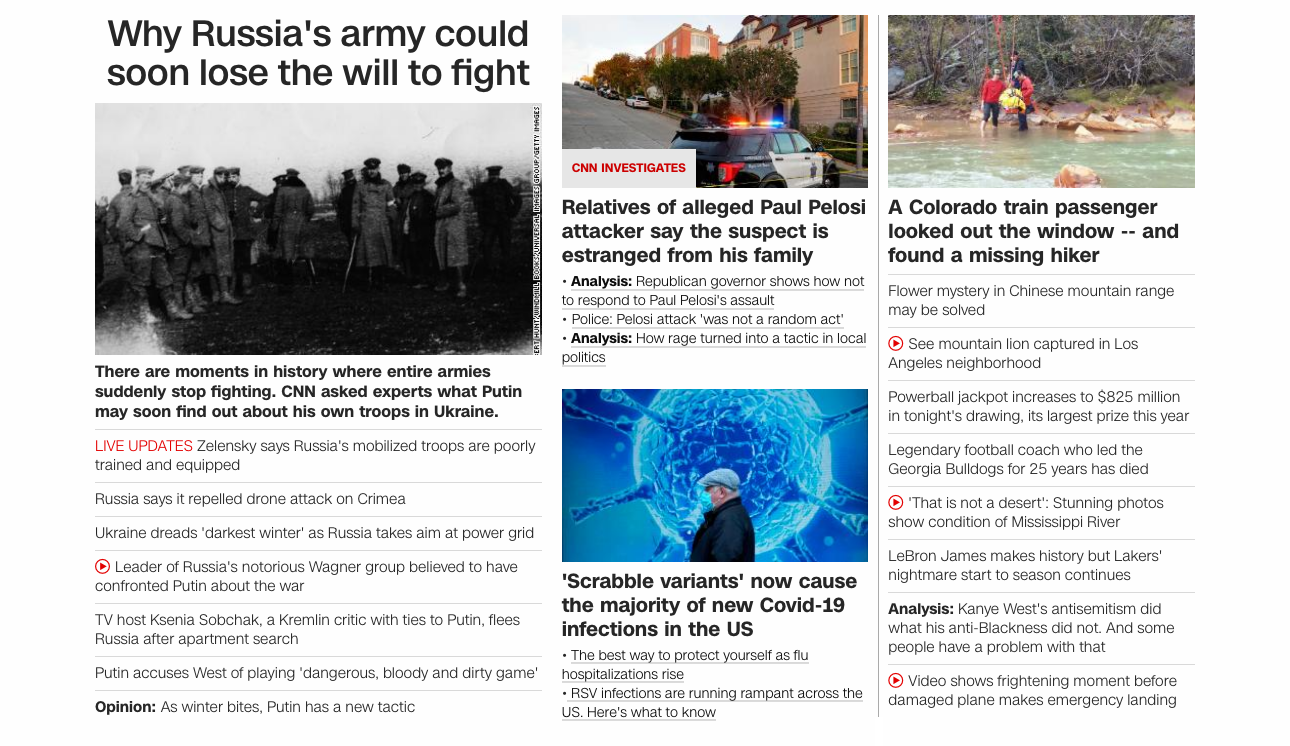 Why Russia's army could
soon lose the will to fight
There are moments in history where entire armies
suddenly stop fighting. CNN asked experts what Putin
may soon find out about his own troops in Ukraine.
LIVE UPDATES Zelensky says Russia's mobilized troops are poorly
trained and equipped
Russia says it repelled drone attack on Crimea
Ukraine dreads 'darkest winter' as Russia takes aim at power grid
Leader of Russia's notorious Wagner group believed to have
confronted Putin about the war
TV host Ksenia Sobchak, a Kremlin critic with ties to Putin, flees
Russia after apartment search
Putin accuses West of playing 'dangerous, bloody and dirty game'
Opinion: As winter bites, Putin has a new tactic
CNN INVESTIGATES
Relatives of alleged Paul Pelosi
attacker say the suspect is
estranged from his family
• Analysis: Republican governor shows how not
to respond to Paul Pelosi's assault
• Police: Pelosi attack 'was not a random act'
• Analysis: How rage turned into a tactic in local
politics
'Scrabble variants' now cause
the majority of new Covid-19
infections in the US
• The best way to protect yourself as flu
hospitalizations rise
• RSV infections are running rampant across the
US. Here's what to know
A Colorado train passenger
looked out the window -- and
found a missing hiker
Flower mystery in Chinese mountain range
may be solved
See mountain lion captured in Los
Angeles neighborhood
Powerball jackpot increases to $825 million
in tonight's drawing, its largest prize this year
Legendary football coach who led the
Georgia Bulldogs for 25 years has died
'That is not a desert': Stunning photos
show condition of Mississippi River
LeBron James makes history but Lakers'
nightmare start to season continues
Analysis: Kanye West's antisemitism did
what his anti-Blackness did not. And some
people have a problem with that
Video shows frightening moment before
damaged plane makes emergency landing
HUNT/WINDMILL BOOKS/UNIVERSAL IMAGES GROUP/GETTY IMAGES